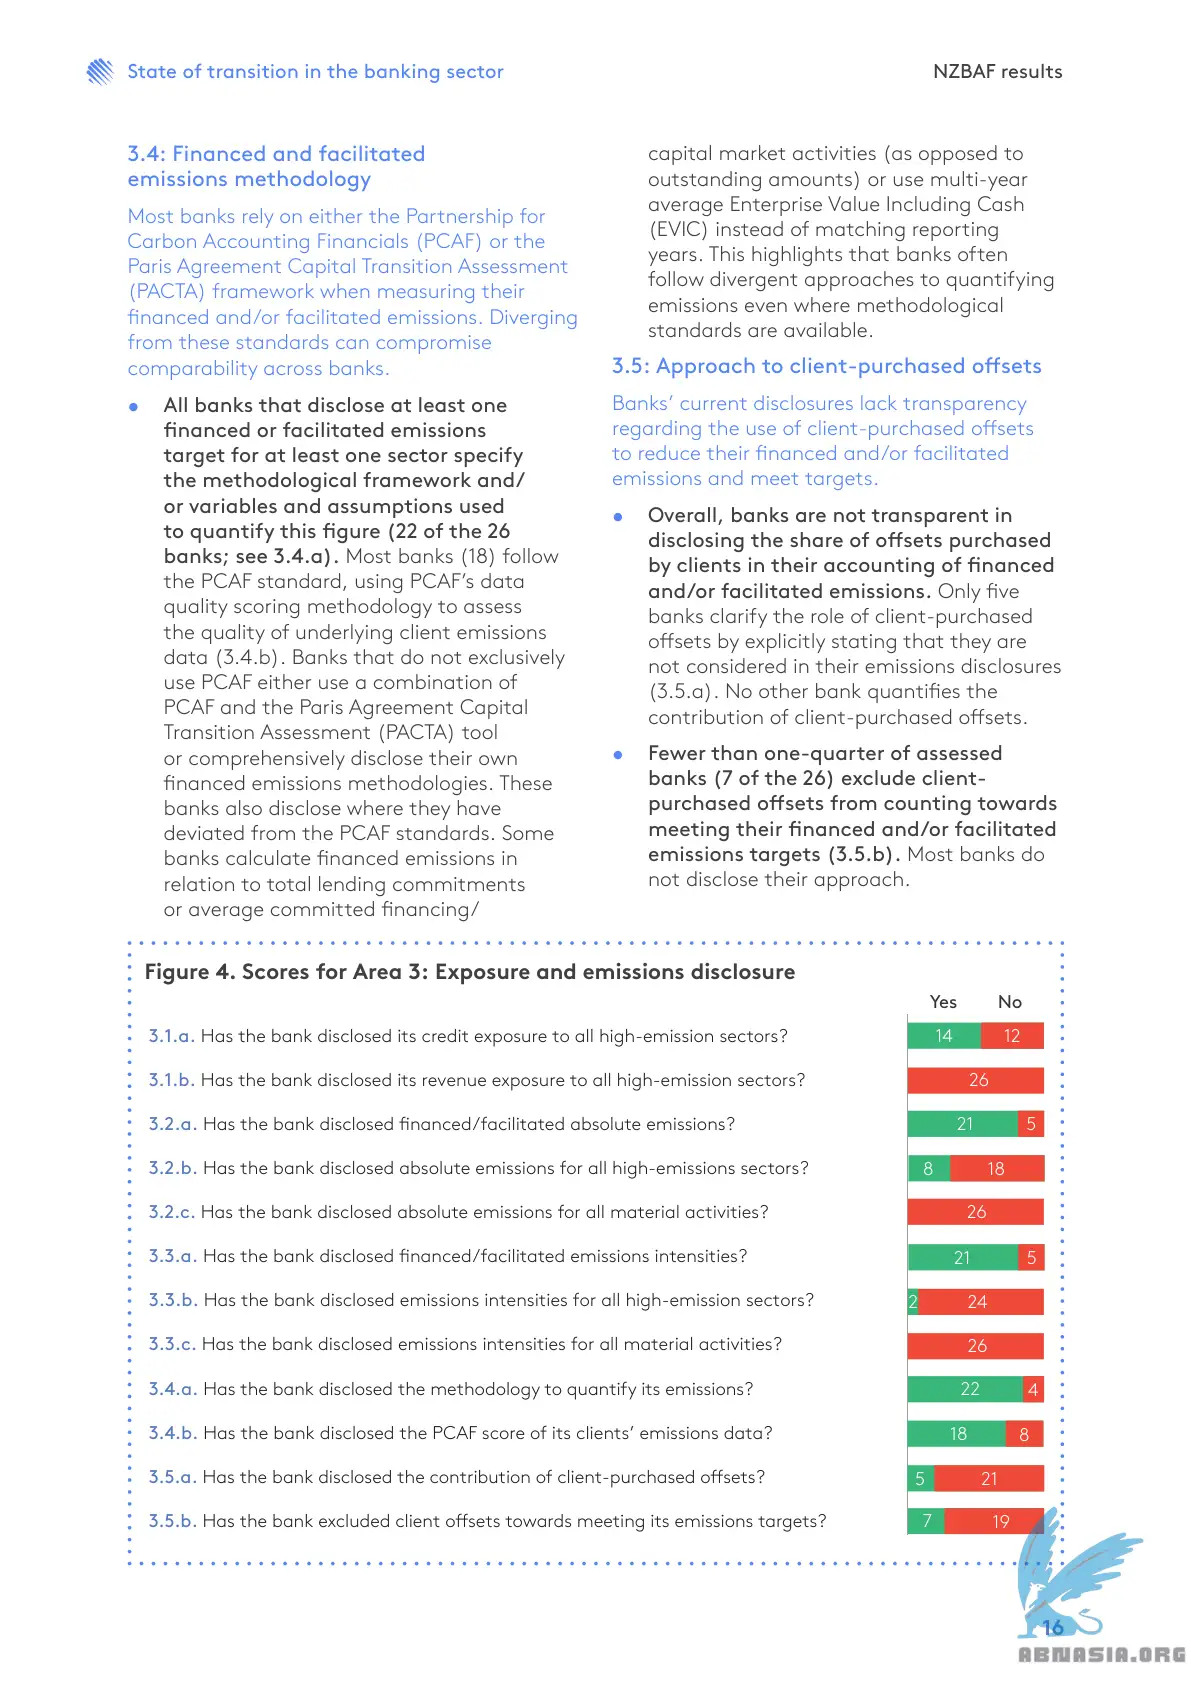 State of transition in the banking sector
NZBAF results
3.4: Financed and facilitated
emissions methodology
Most banks rely on either the Partnership for
Carbon Accounting Financials (PCAF) or the
Paris Agreement Capital Transition Assessment
(PACTA) framework when measuring their
financed and/or facilitated emissions. Diverging
from these standards can compromise
comparability across banks.
● All banks that disclose at least one
financed or facilitated emissions
target for at least one sector specify
the methodological framework and/
or variables and assumptions used
to quantify this figure (22 of the 26
banks; see 3.4.a). Most banks (18) follow
the PCAF standard, using PCAF’s data
quality scoring methodology to assess
the quality of underlying client emissions
data (3.4.b). Banks that do not exclusively
use PCAF either use a combination of
PCAF and the Paris Agreement Capital
Transition Assessment (PACTA) tool
or comprehensively disclose their own
financed emissions methodologies. These
banks also disclose where they have
deviated from the PCAF standards. Some
banks calculate financed emissions in
relation to total lending commitments
or average committed financing/
capital market activities (as opposed to
outstanding amounts) or use multi-year
average Enterprise Value Including Cash
(EVIC) instead of matching reporting
years. This highlights that banks often
follow divergent approaches to quantifying
emissions even where methodological
standards are available.
3.5: Approach to client-purchased offsets
Banks’ current disclosures lack transparency
regarding the use of client-purchased offsets
to reduce their financed and/or facilitated
emissions and meet targets.
● Overall, banks are not transparent in
disclosing the share of offsets purchased
by clients in their accounting of financed
and/or facilitated emissions. Only five
banks clarify the role of client-purchased
offsets by explicitly stating that they are
not considered in their emissions disclosures
(3.5.a). No other bank quantifies the
contribution of client-purchased offsets.
● Fewer than one-quarter of assessed
banks (7 of the 26) exclude client-
purchased offsets from counting towards
meeting their financed and/or facilitated
emissions targets (3.5.b). Most banks do
not disclose their approach.
Figure 4. Scores for Area 3: Exposure and emissions disclosure
Yes No
3.1.a. Has the bank disclosed its credit exposure to all high-emission sectors? 14 12
3.1.b. Has the bank disclosed its revenue exposure to all high-emission sectors? 26
3.2.a. Has the bank disclosed financed/facilitated absolute emissions? 21 5
3.2.b. Has the bank disclosed absolute emissions for all high-emissions sectors? 8 18
3.2.c. Has the bank disclosed absolute emissions for all material activities? 26
3.3.a. Has the bank disclosed financed/facilitated emissions intensities? 21 5
3.3.b. Has the bank disclosed emissions intensities for all high-emission sectors? 2 24
3.3.c. Has the bank disclosed emissions intensities for all material activities? 26
3.4.a. Has the bank disclosed the methodology to quantify its emissions? 22 4
3.4.b. Has the bank disclosed the PCAF score of its clients’ emissions data? 18 8
3.5.a. Has the bank disclosed the contribution of client-purchased offsets? 5 21
3.5.b. Has the bank excluded client offsets towards meeting its emissions targets? 7 19
16
ABNASIA.ORG